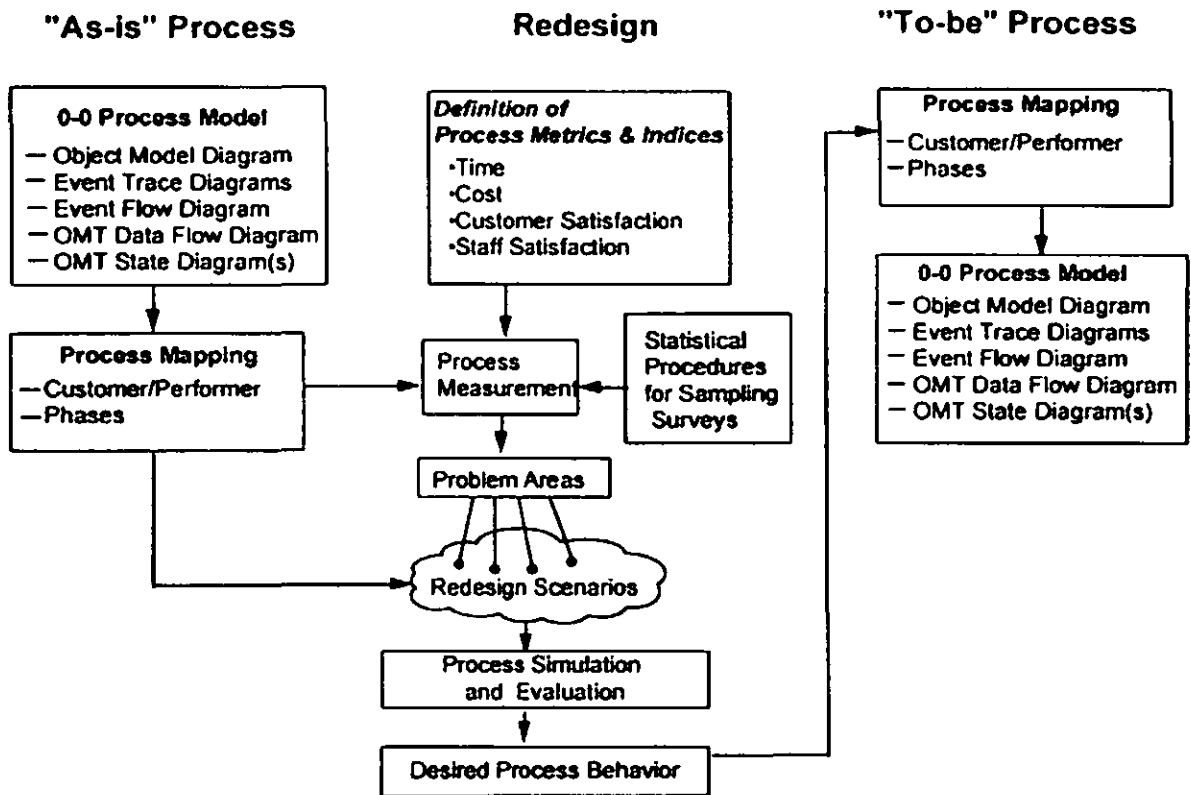 "As-is" Process
Redesign
"To-be" Process
0-0 Process Model
— Object Model Diagram
— Event Trace Diagrams
— Event Flow Diagram
— OMT Data Flow Diagram
— OMT State Diagram(s)
Process Mapping
—Customer/Performer
—Phases
Definition of
Process Metrics & Indices
•Time
•Cost
•Customer Satisfaction
•Staff Satisfaction
Process
Measurement
Statistical
Procedures
for Sampling
Surveys
Problem Areas
Redesign Scenarios
Process Simulation
and Evaluation
Desired Process Behavior
Process Mapping
— Customer/Performer
— Phases
0-0 Process Model
— Object Model Diagram
— Event Trace Diagrams
— Event Flow Diagram
— OMT Data Flow Diagram
— OMT State Diagram(s)